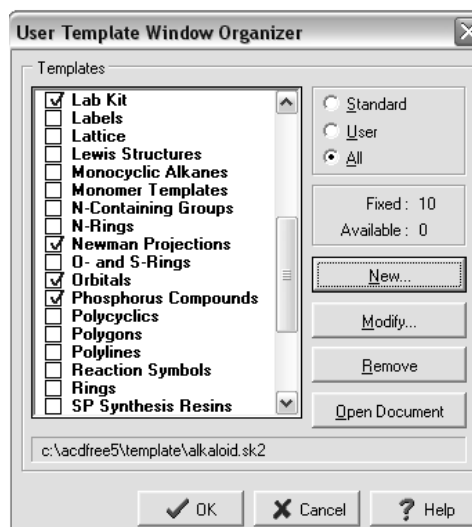 User Template Window Organizer
Templates
Lab Kit
Labels
Lattice
Lewis Structures
Monocyclic Alkanes
Monomer Templates
N-Containing Groups
N-Rings
Newman Projections
O- and S-Rings
Orbitals
Phosphorus Compounds
Polycyclics
Polygons
Polylines
Reaction Symbols
Rings
SP Synthesis Resins
Standard
User
All
Fixed : 10
Available : 0
New...
Modify...
Remove
Open Document
c:\acdfree5\template\alkaloid.sk2
OK
Cancel
Help